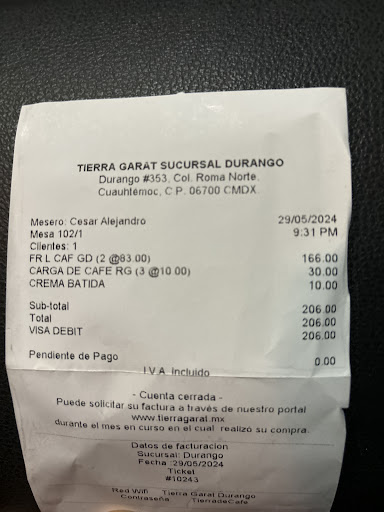 TIERRA GARAT SUCURSAL DURANGO
Durango #353, Col. Roma Norte.
Cuauhtemoc, C P. 06700 CMDX.
Mesero: Cesar Alejandro 29/05/2024
Mesa 102/1 9:31 PM
Clientes: 1
FR L CAF GD (2 @83.00) 166.00
CARGA DE CAFE RG (3 @10.00) 30.00
CREMA BATIDA 10.00
Sub-total 206.00
Total 206.00
VISA DEBIT 206.00
Pendiente de Pago 0.00
I.V.A. incluido
- Cuenta cerrada -
Puede solicitar su factura a través de nuestro portal
www.tierragarat.mx
durante el mes en curso en el cual realizo su compra.
Datos de facturacion
Sucursal: Durango
Fecha :29/05/2024
Ticket
#10243
Red Wifi Tierra Garat Durango
Contraseña TierradeCafe